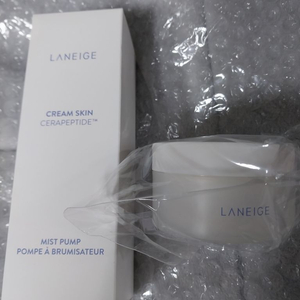 LANEIGE
CREAM SKIN
CERAPEPTIDE™
MIST PUMP
POMPE À BRUMISATEUR
LANEIGE